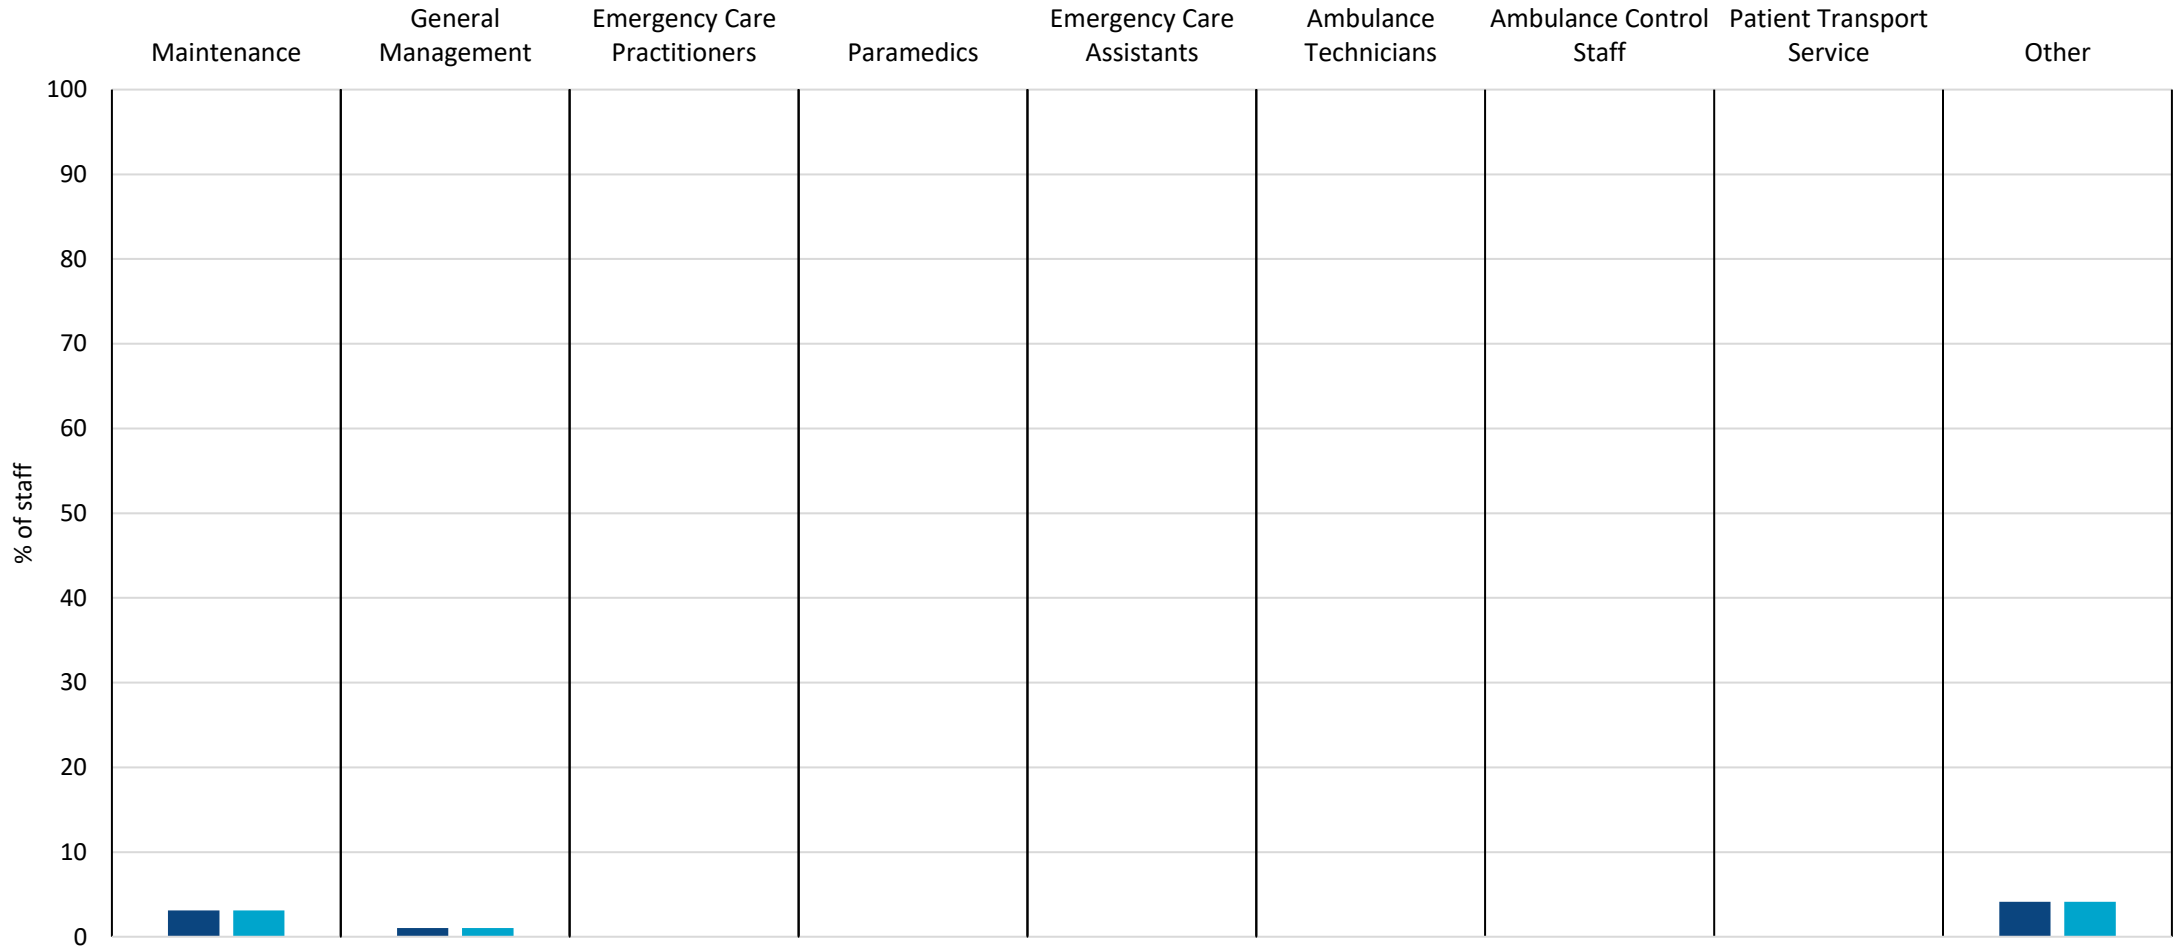 Maintenance
General
Management
Emergency Care
Practitioners
Paramedics
Emergency Care
Assistants
Ambulance
Technicians
Ambulance Control
Staff
Patient Transport
Service
Other
100
90
80
70
60
50
40
30
20
10
0
% of staff